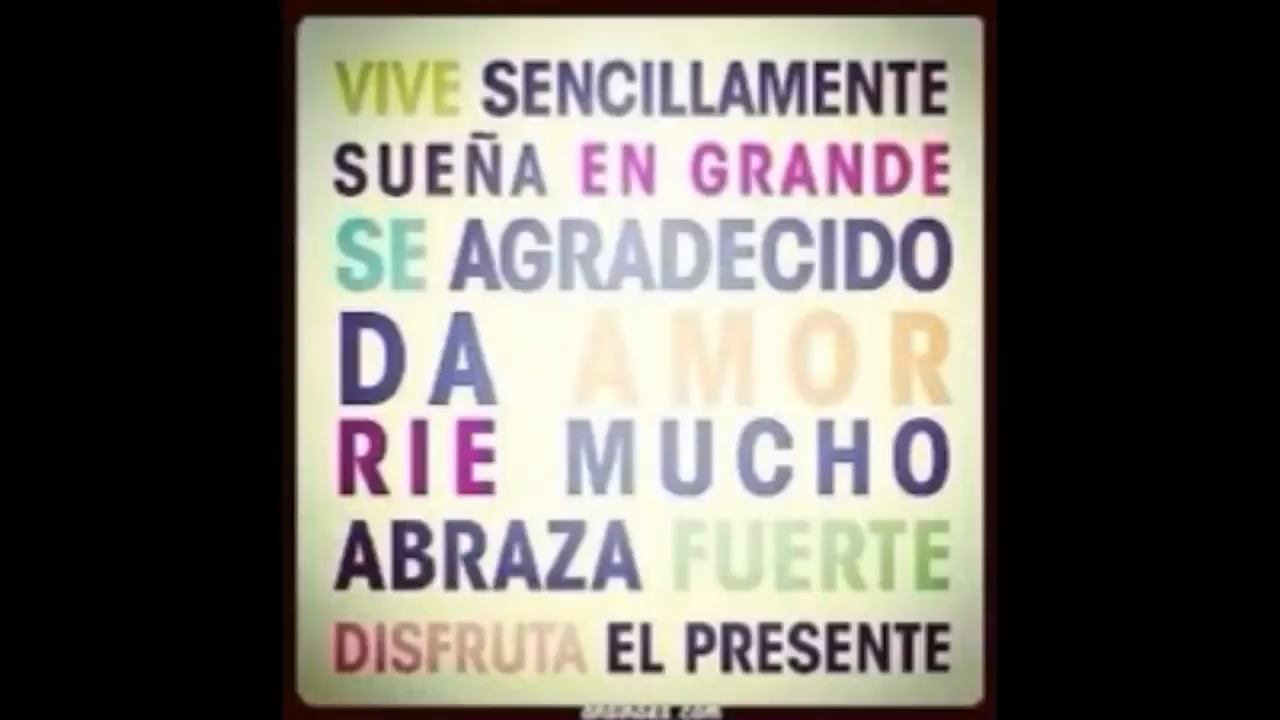 VIVE SENCILLAMENTE
SUEÑA EN GRANDE
SE AGRADECIDO
DA AMOR
RIE MUCHO
ABRAZA FUERTE
DISFRUTA EL PRESENTE